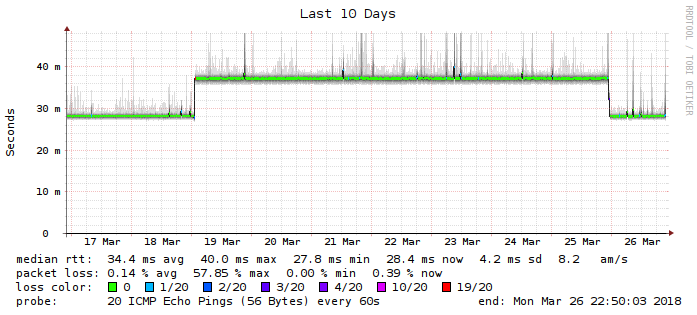 Last 10 Days
RRDTOOL / TOBI OETIKER
Seconds
40 m
30 m
20 m
10 m
0
17 Mar 18 Mar 19 Mar 20 Mar 21 Mar 22 Mar 23 Mar 24 Mar 25 Mar 26 Mar
median rtt: 34.4 ms avg 40.0 ms max 27.8 ms min 28.4 ms now 4.2 ms sd 8.2 am/s
packet loss: 0.14 % avg 57.85 % max 0.00 % min 0.39 % now
loss color: 0 1/20 2/20 3/20 4/20 10/20 19/20
probe: 20 ICMP Echo Pings (56 Bytes) every 60s end: Mon Mar 26 22:50:03 2018